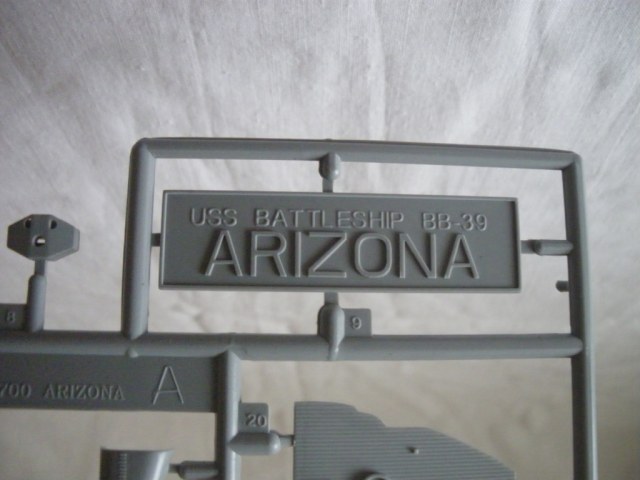 USS BATTLESHIP BB-39
ARIZONA
8
9
700 ARIZONA A
20